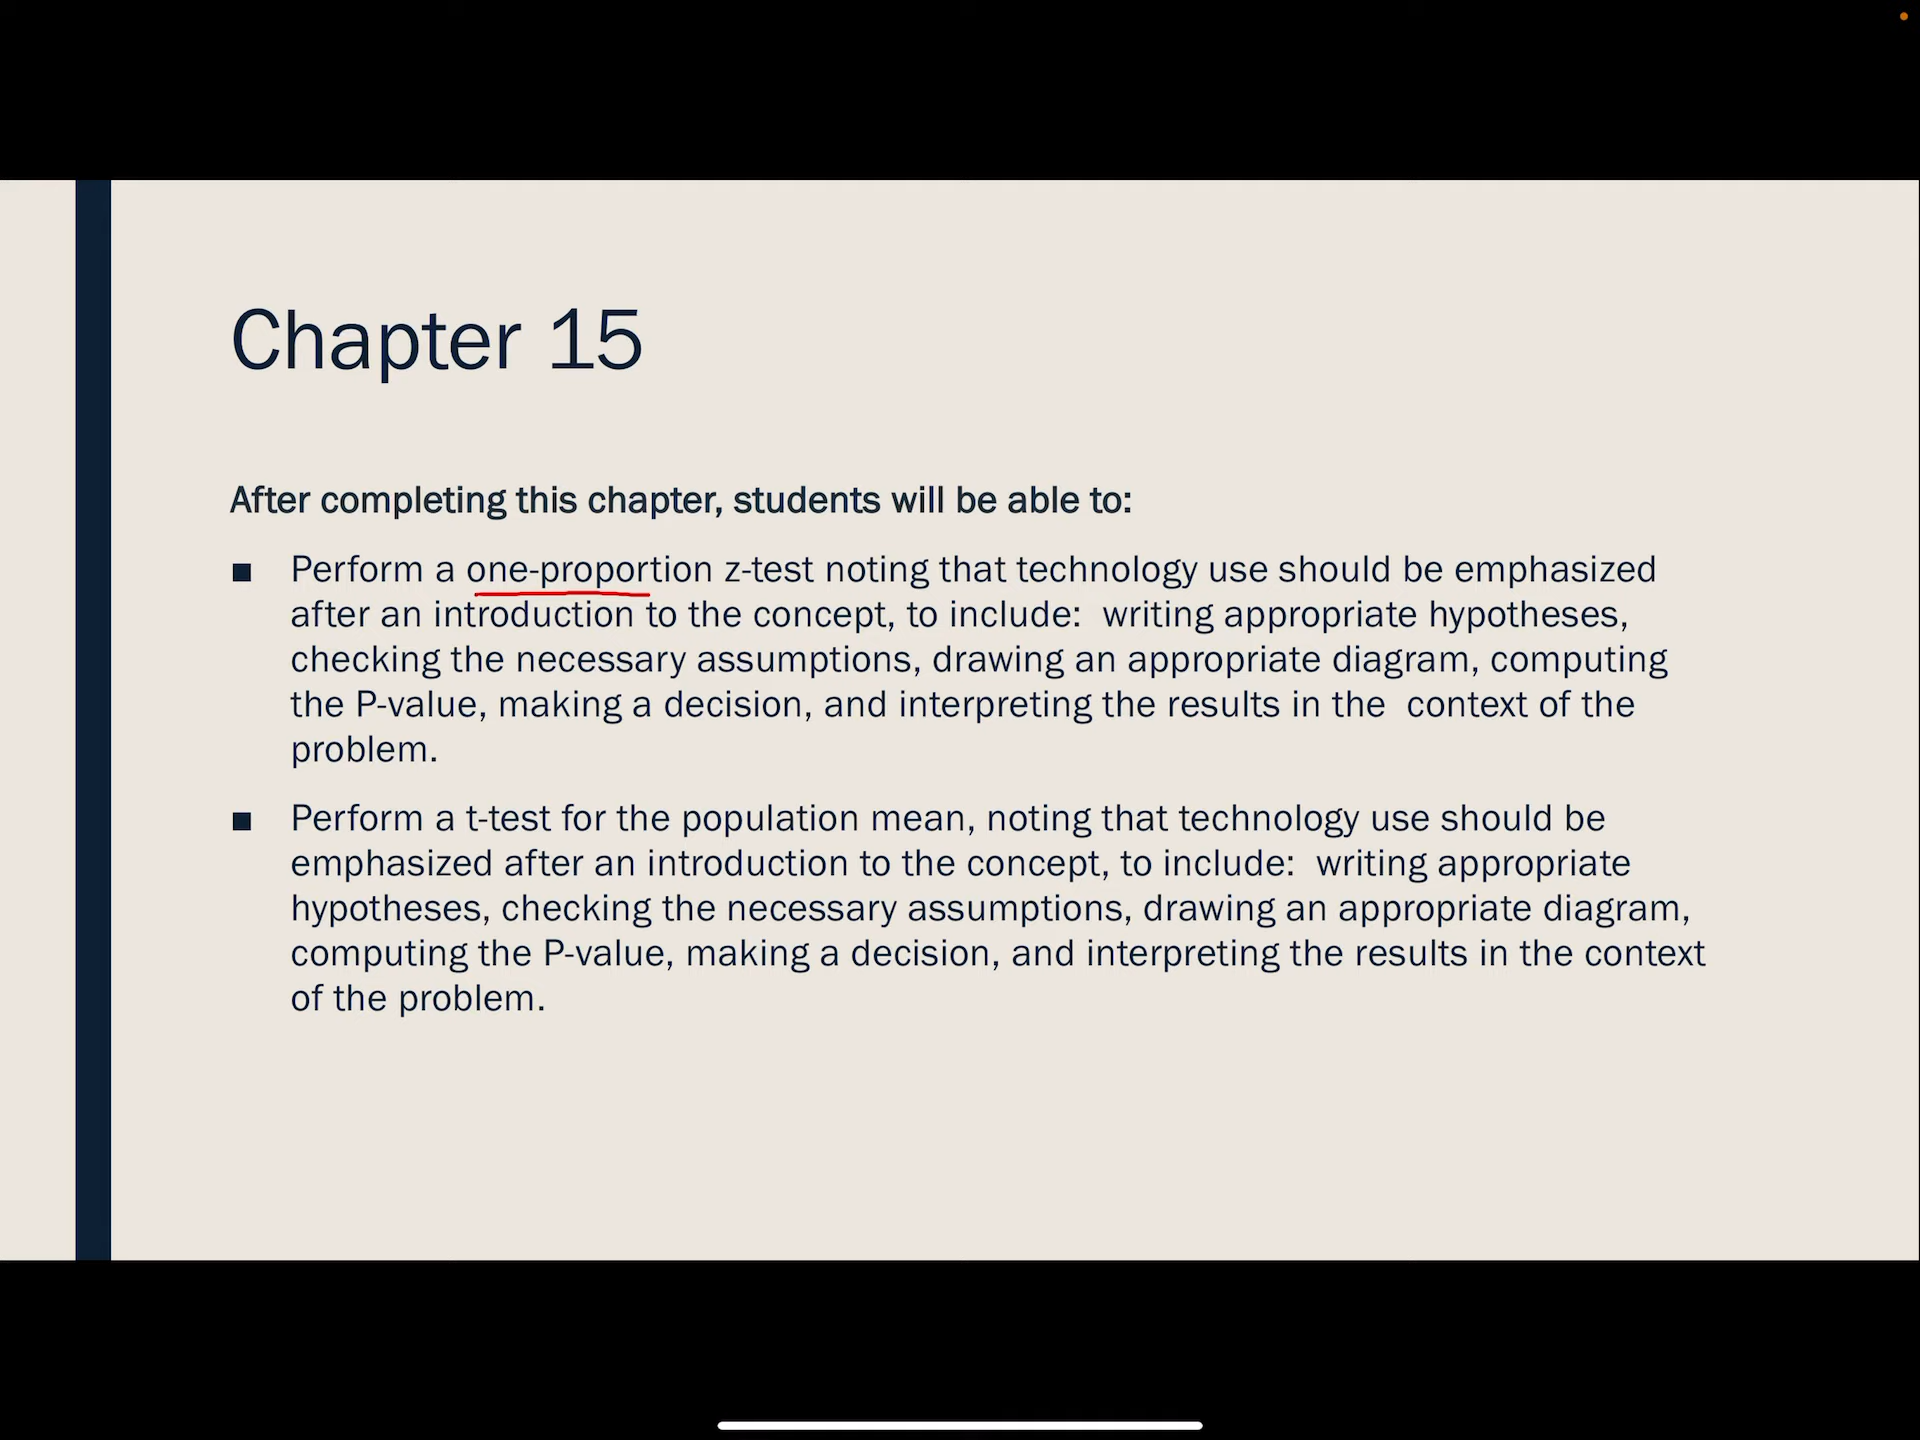 Chapter 15
After completing this chapter, students will be able to:
■ Perform a one-proportion z-test noting that technology use should be emphasized
after an introduction to the concept, to include:  writing appropriate hypotheses,
checking the necessary assumptions, drawing an appropriate diagram, computing
the P-value, making a decision, and interpreting the results in the  context of the
problem.
■ Perform a t-test for the population mean, noting that technology use should be
emphasized after an introduction to the concept, to include:  writing appropriate
hypotheses, checking the necessary assumptions, drawing an appropriate diagram,
computing the P-value, making a decision, and interpreting the results in the context
of the problem.